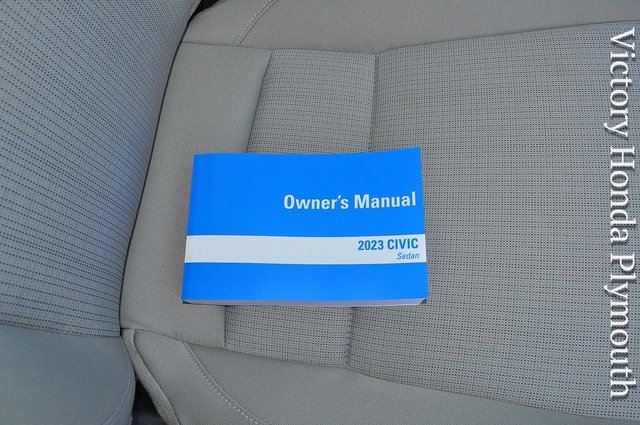 Owner's Manual
2023 CIVIC
Sedan
Victory Honda Plymouth